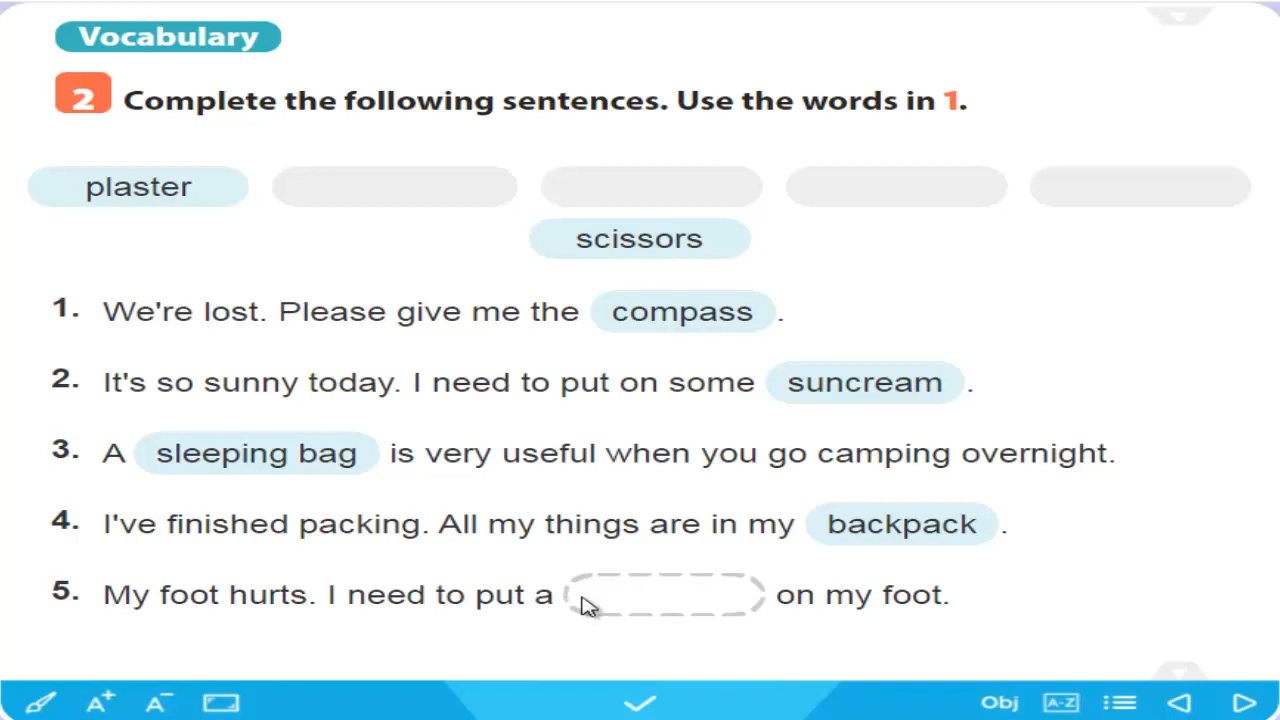 Vocabulary
2 Complete the following sentences. Use the words in 1.
plaster
scissors
1. We're lost. Please give me the compass .
2. It's so sunny today. I need to put on some suncream .
3. A sleeping bag is very useful when you go camping overnight.
4. I've finished packing. All my things are in my backpack .
5. My foot hurts. I need to put a on my foot.
A+ A- Obj A-Z